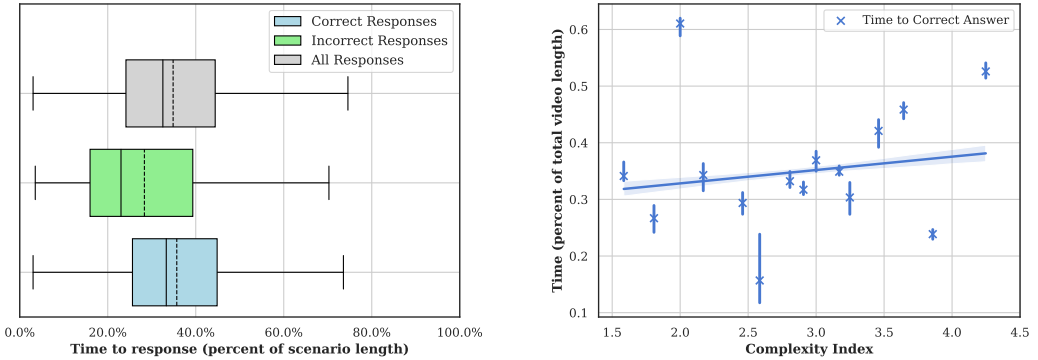 Correct Responses
Incorrect Responses
All Responses
0.0% 20.0% 40.0% 60.0% 80.0% 100.0%
Time to response (percent of scenario length)
Time to Correct Answer
Time (percent of total video length)
0.6
0.5
0.4
0.3
0.2
0.1
1.5 2.0 2.5 3.0 3.5 4.0 4.5
Complexity Index